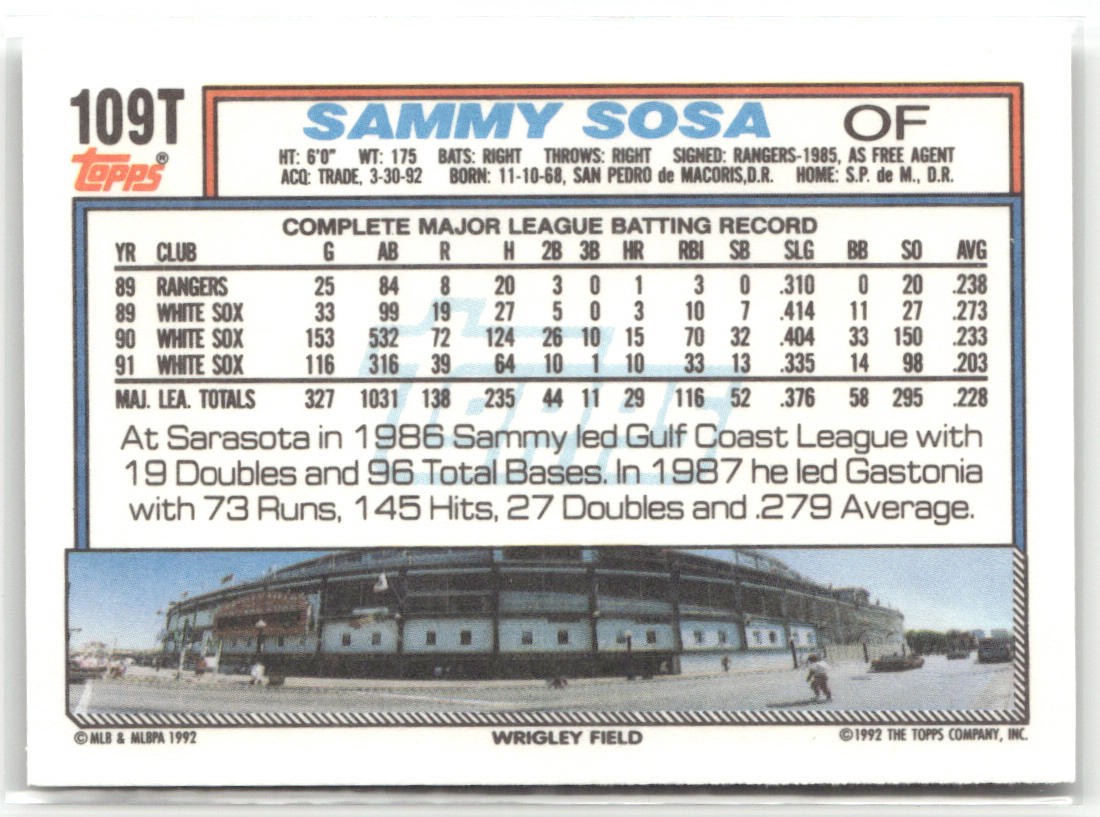 109T
topps®
SAMMY SOSA OF
HT: 6'0" WT: 175 BATS: RIGHT THROWS: RIGHT SIGNED: RANGERS-1985, AS FREE AGENT
ACQ: TRADE, 3-30-92 BORN: 11-10-68, SAN PEDRO de MACORIS,D.R. HOME: S.P. de M., D.R.
COMPLETE MAJOR LEAGUE BATTING RECORD
YR CLUB G AB R H 2B 3B HR RBI SB SLG BB SO AVG
89 RANGERS 25 84 8 20 3 0 1 3 0 .310 0 20 .238
89 WHITE SOX 33 99 19 27 5 0 3 10 7 .414 11 27 .273
90 WHITE SOX 153 532 72 124 26 10 15 70 32 .404 33 150 .233
91 WHITE SOX 116 316 39 64 10 1 10 33 13 .335 14 98 .203
MAJ. LEA. TOTALS 327 1031 138 235 44 11 29 116 52 .376 58 295 .228
topps
At Sarasota in 1986 Sammy led Gulf Coast League with
19 Doubles and 96 Total Bases. In 1987 he led Gastonia
with 73 Runs, 145 Hits, 27 Doubles and .279 Average.
©MLB & MLBPA 1992
WRIGLEY FIELD
©1992 THE TOPPS COMPANY, INC.